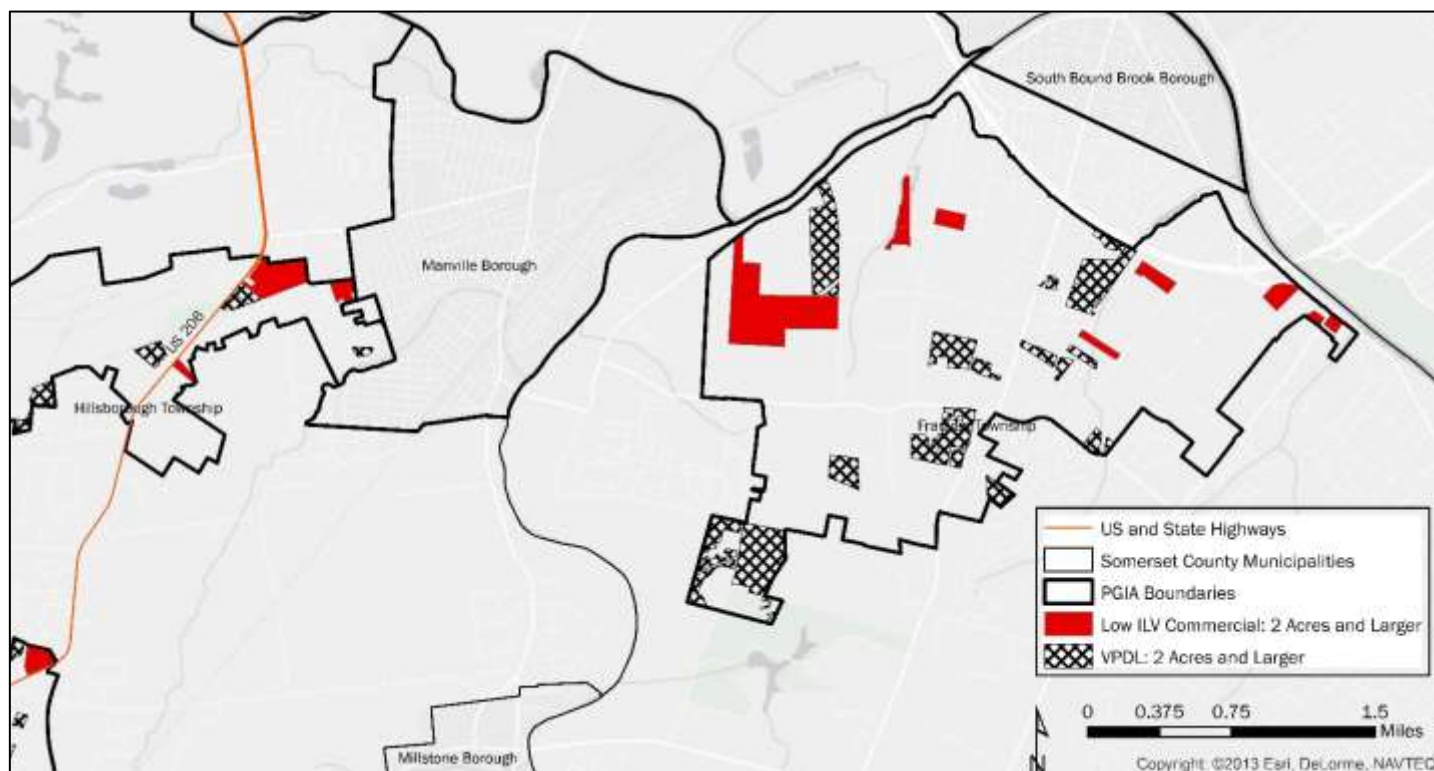 South Bound Brook Borough
Manville Borough
US 206
Hillsborough Township
Franklin Township
US and State Highways
Somerset County Municipalities
PGIA Boundaries
Low ILV Commercial: 2 Acres and Larger
VPDL: 2 Acres and Larger
0 0.375 0.75 1.5
Miles
N
Millstone Borough
Copyright: ©2013 Esri, DeLorme, NAVTEQ